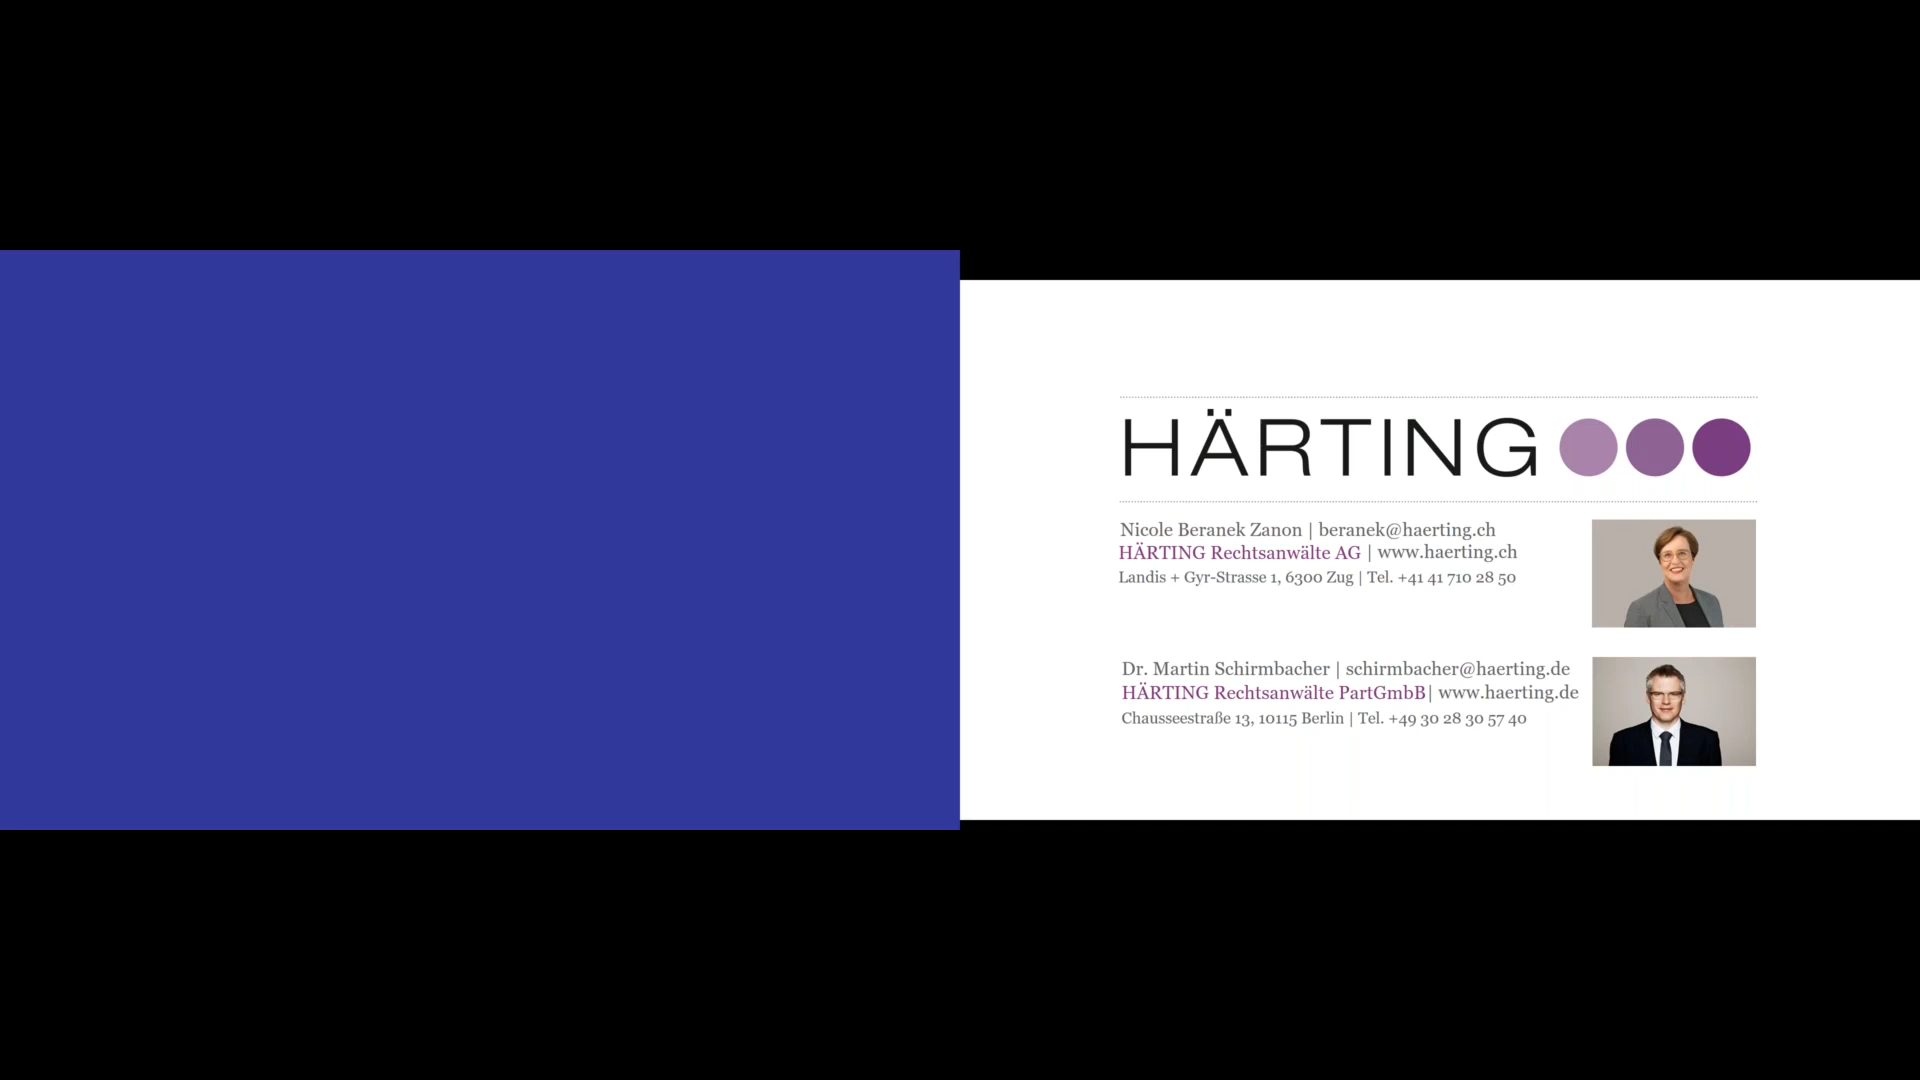 HÄRTING
Nicole Beranek Zanon | beranek@haerting.ch
HÄRTING Rechtsanwälte AG | www.haerting.ch
Landis + Gyr-Strasse 1, 6300 Zug | Tel. +41 41 710 28 50
Dr. Martin Schirmbacher | schirmbacher@haerting.de
HÄRTING Rechtsanwälte PartGmbB| www.haerting.de
Chausseestraße 13, 10115 Berlin | Tel. +49 30 28 30 57 40